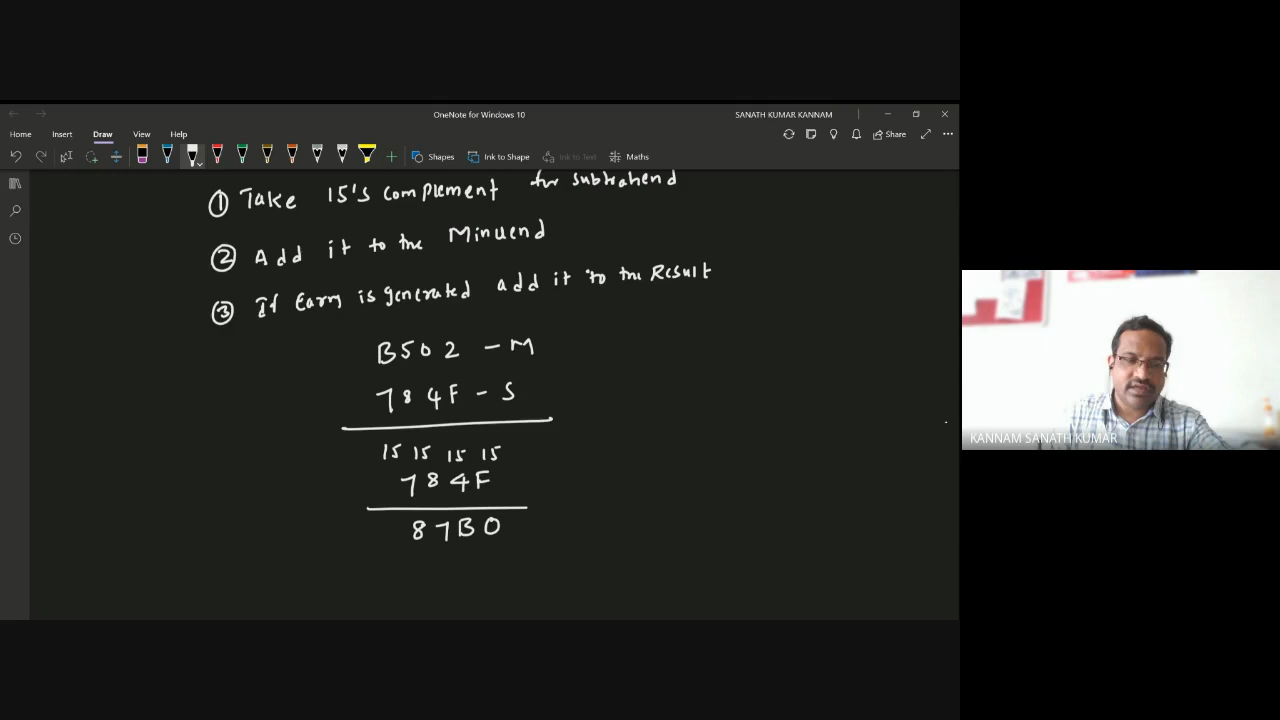 OneNote for Windows 10
SANATH KUMAR KANNAM
Home Insert Draw View Help
Share
Shapes Ink to Shape Ink to Text Maths
① Take 15's complement for subtrahend
② Add it to the Minuend
③ If Carry is generated add it to the Result
B502 - M
784F - S
15 15 15 15
784F
87B0
KANNAM SANATH KUMAR